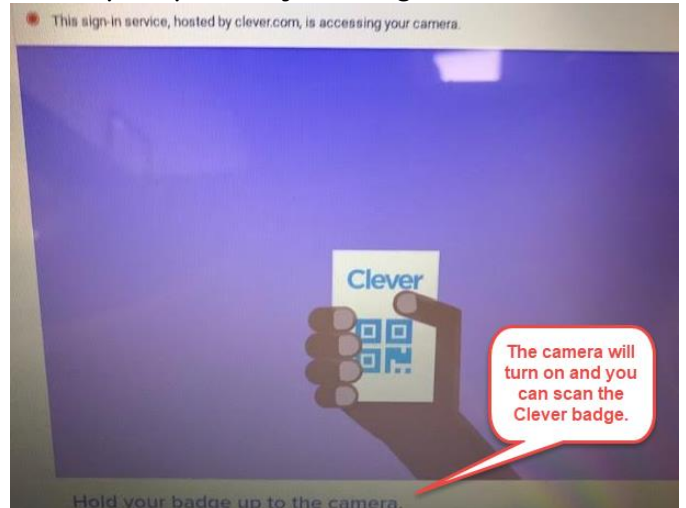 This sign-in service, hosted by clever.com, is accessing your camera.
Clever
The camera will
turn on and you
can scan the
Clever badge.
Hold your badge up to the camera.